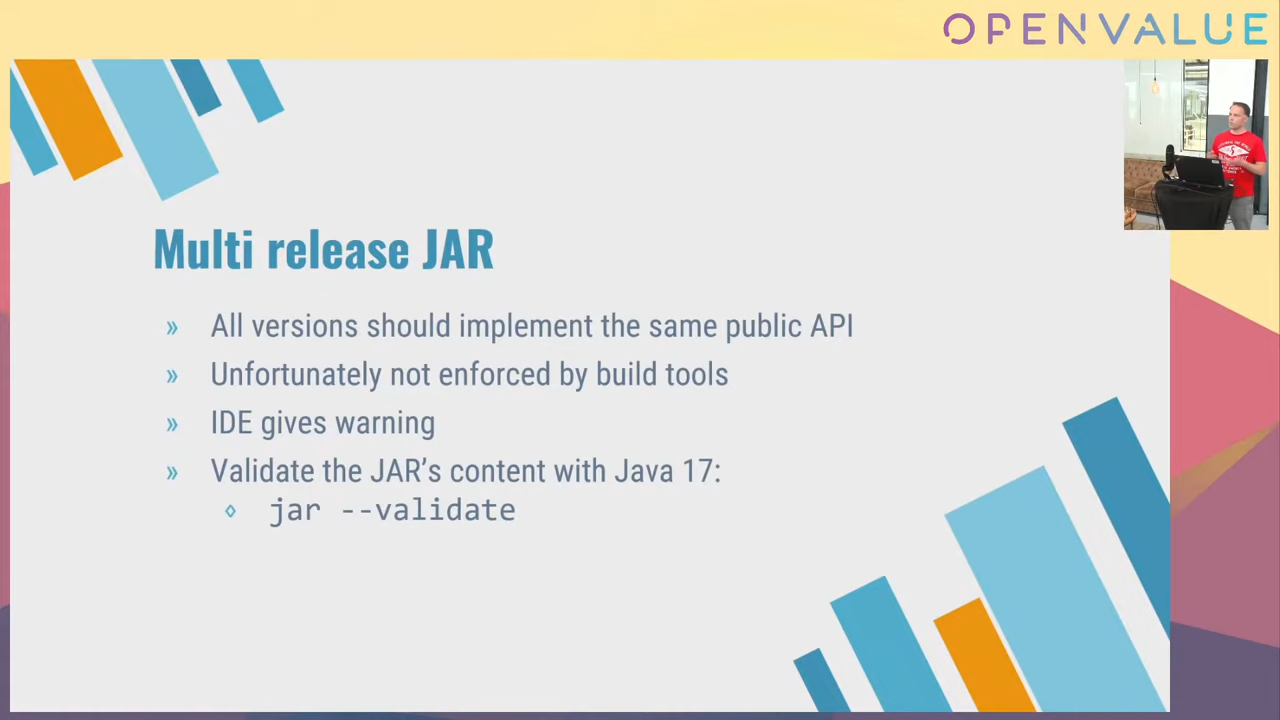 OPENVALUE
Multi release JAR
» All versions should implement the same public API
» Unfortunately not enforced by build tools
» IDE gives warning
» Validate the JAR’s content with Java 17:
◊ jar --validate